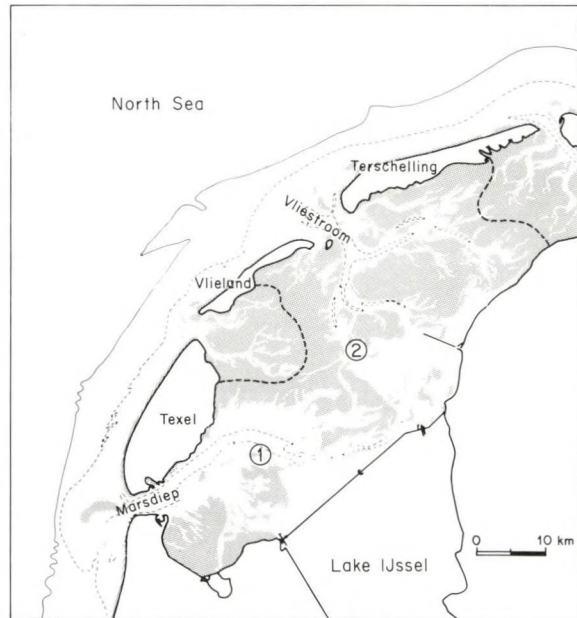 North Sea
Terschelling
Vliestroom
Vlieland
②
Texel
①
Marsdiep
0 10 km
Lake IJssel